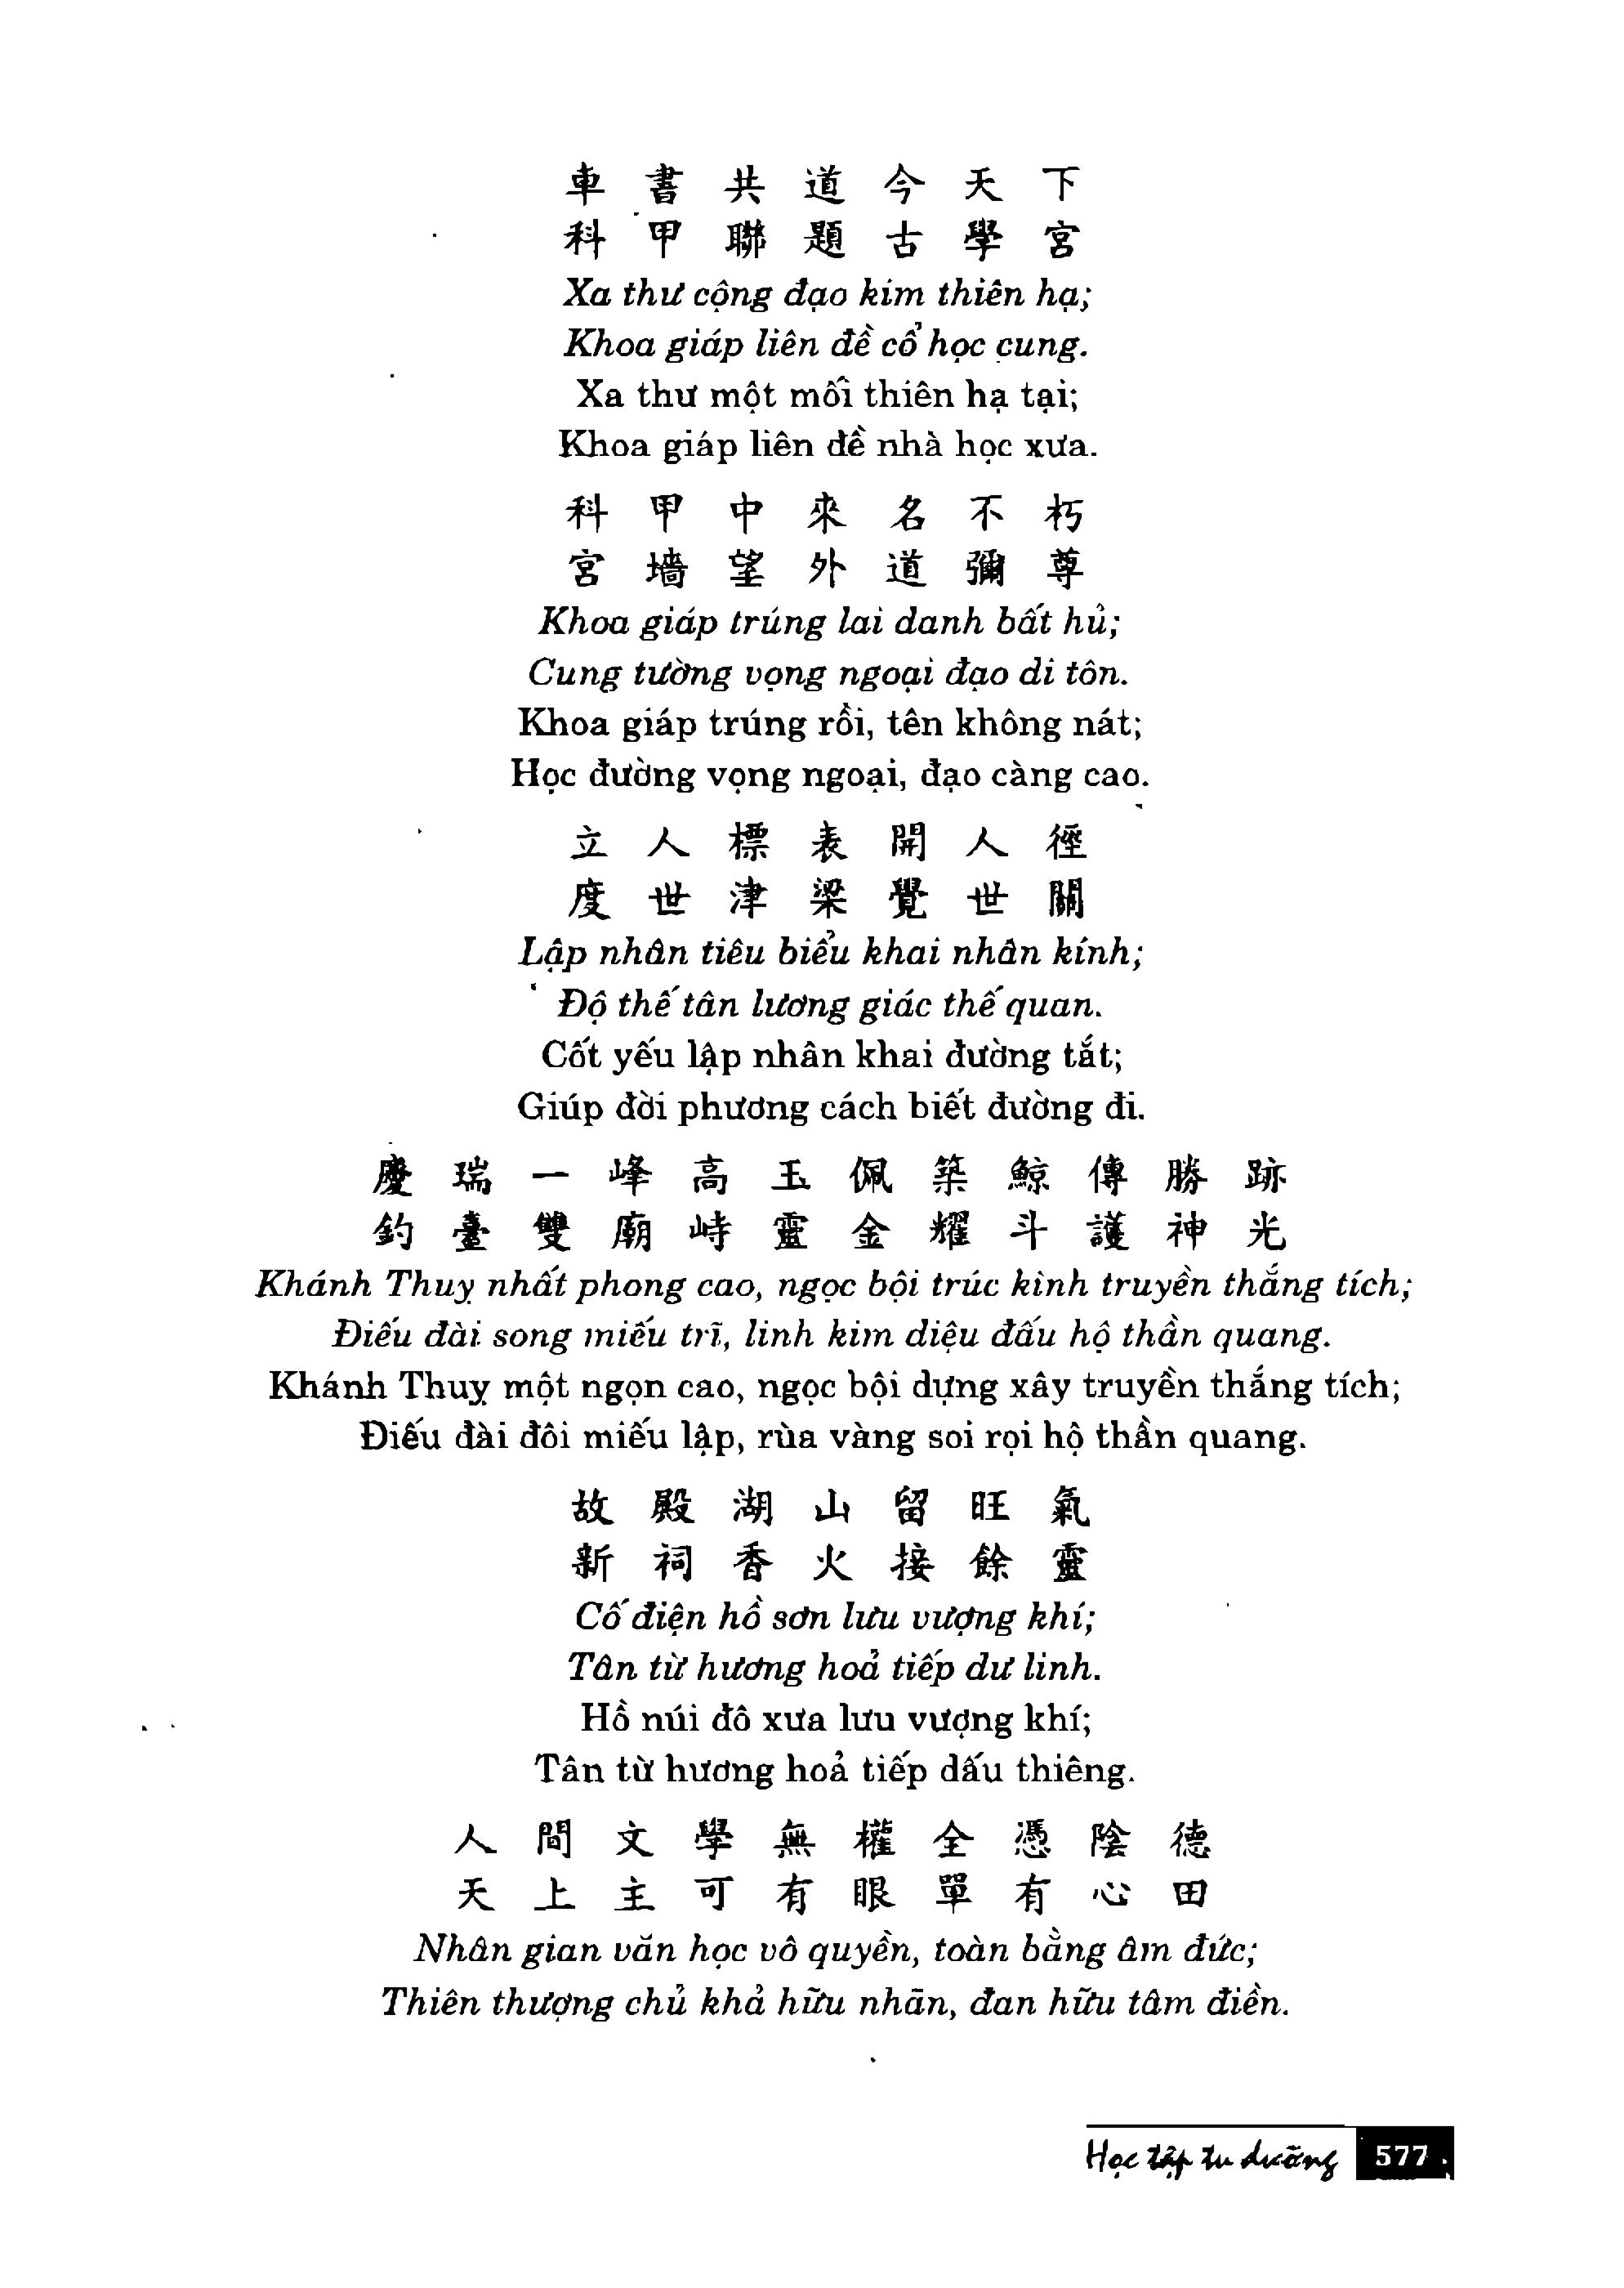 車書共道今天下
科甲聯題古學宮
Xa thư cộng đạo kim thiên hạ;
Khoa giáp liên đề cổ học cung.
Xa thư một mối thiên hạ tại;
Khoa giáp liên đề nhà học xưa.
科甲中來名不朽
宮墻望外道彌尊
Khoa giáp trúng lai danh bất hủ;
Cung tường vọng ngoại đạo di tôn.
Khoa giáp trúng rồi, tên không nát;
Học đường vọng ngoại, đạo càng cao.
立人標表開人徑
度世津梁覺世關
Lập nhân tiêu biểu khai nhân kính;
Độ thế tân lương giác thế quan.
Cốt yếu lập nhân khai đường tắt;
Giúp đời phương cách biết đường đi.
慶瑞一峰高玉佩築鯨傳勝跡
釣臺雙廟峙靈金耀斗護神光
Khánh Thuỵ nhất phong cao, ngọc bội trúc kình truyền thắng tích;
Điếu đài song miếu trĩ, linh kim diệu đấu hộ thần quang.
Khánh Thuỵ một ngọn cao, ngọc bội dựng xây truyền thắng tích;
Điếu đài đôi miếu lập, rùa vàng soi rọi hộ thần quang.
故殿湖山留旺氣
新祠香火接餘靈
Cố điện hồ sơn lưu vượng khí;
Tân từ hương hoả tiếp dư linh.
Hồ núi đô xưa lưu vượng khí;
Tân từ hương hoả tiếp dấu thiêng.
人間文學無權全憑陰德
天上主可有眼單有心田
Nhân gian văn học vô quyền, toàn bằng âm đức;
Thiên thượng chủ khả hữu nhãn, đan hữu tâm điền.
Học tập tu dưỡng 577